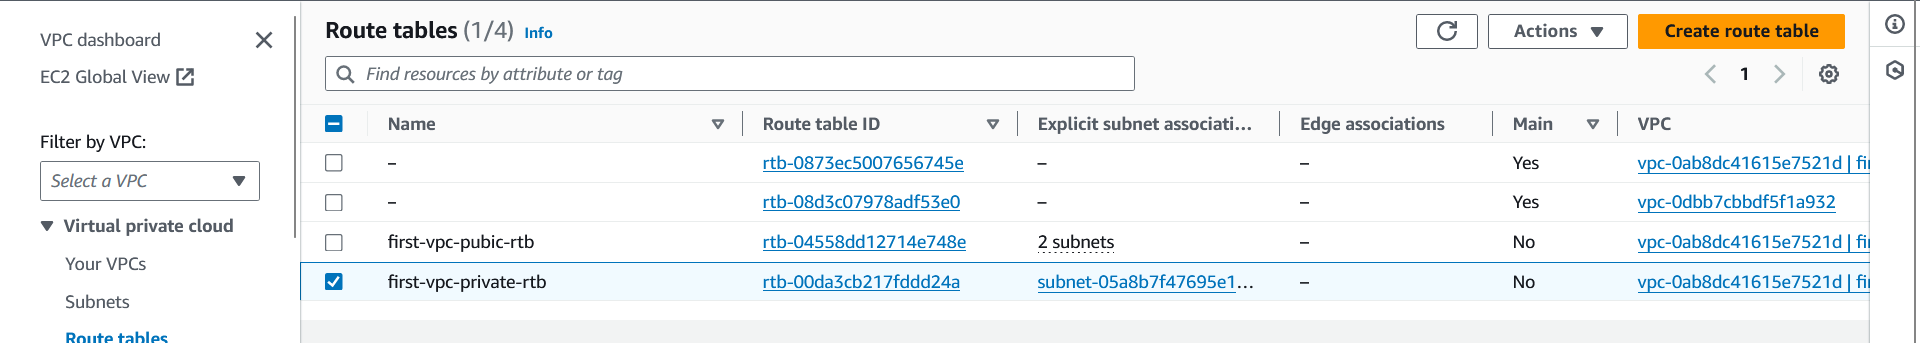 VPC dashboard
EC2 Global View
Filter by VPC:
Select a VPC
Virtual private cloud
Your VPCs
Subnets
Route tables
Route tables (1/4) Info
Actions
Create route table
Find resources by attribute or tag
1
Name Route table ID Explicit subnet associati... Edge associations Main VPC
– rtb-0873ec5007656745e – – Yes vpc-0ab8dc41615e7521d | fi
– rtb-08d3c07978adf53e0 – – Yes vpc-0dbb7cbbdf5f1a932
first-vpc-pubic-rtb rtb-04558dd12714e748e 2 subnets – No vpc-0ab8dc41615e7521d | fi
first-vpc-private-rtb rtb-00da3cb217fddd24a subnet-05a8b7f47695e1... – No vpc-0ab8dc41615e7521d | fi